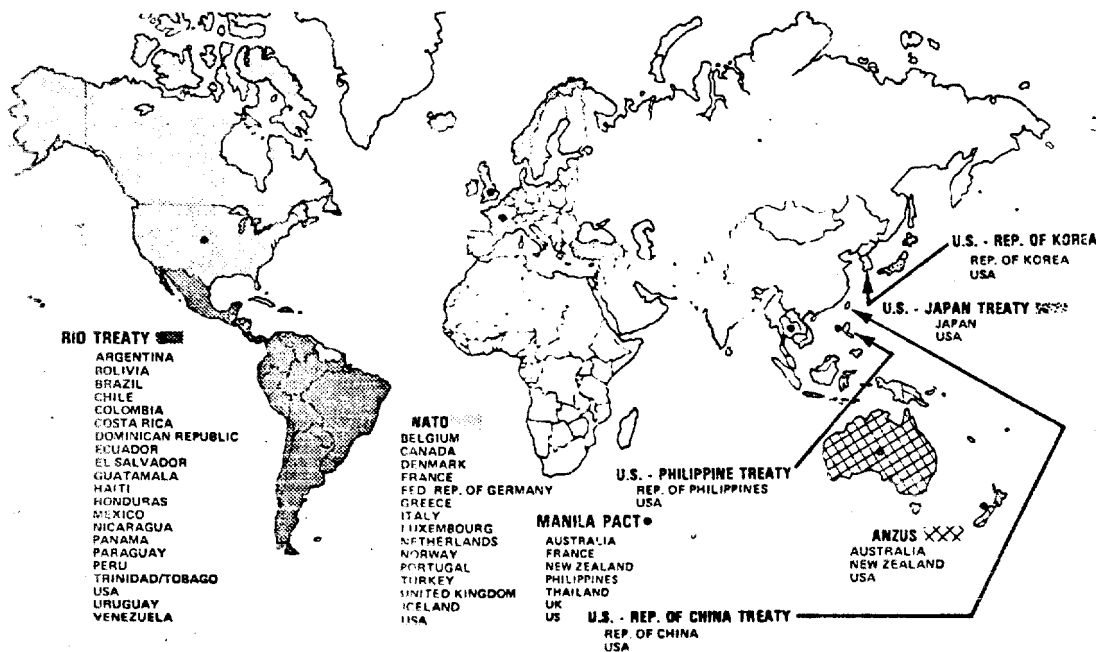 RIO TREATY
ARGENTINA
BOLIVIA
BRAZIL
CHILE
COLOMBIA
COSTA RICA
DOMINICAN REPUBLIC
ECUADOR
EL SALVADOR
GUATAMALA
HAITI
HONDURAS
MEXICO
NICARAGUA
PANAMA
PARAGUAY
PERU
TRINIDAD/TOBAGO
USA
URUGUAY
VENEZUELA
NATO
BELGIUM
CANADA
DENMARK
FRANCE
FED REP. OF GERMANY
GREECE
ITALY
LUXEMBOURG
NETHERLANDS
NORWAY
PORTUGAL
TURKEY
UNITED KINGDOM
ICELAND
USA
MANILA PACT
AUSTRALIA
FRANCE
NEW ZEALAND
PHILIPPINES
THAILAND
UK
US
U.S. - PHILIPPINE TREATY
REP. OF PHILIPPINES
USA
U.S. - REP. OF CHINA TREATY
REP. OF CHINA
USA
U.S. - REP. OF KOREA
REP. OF KOREA
USA
U.S. - JAPAN TREATY
JAPAN
USA
ANZUS
AUSTRALIA
NEW ZEALAND
USA